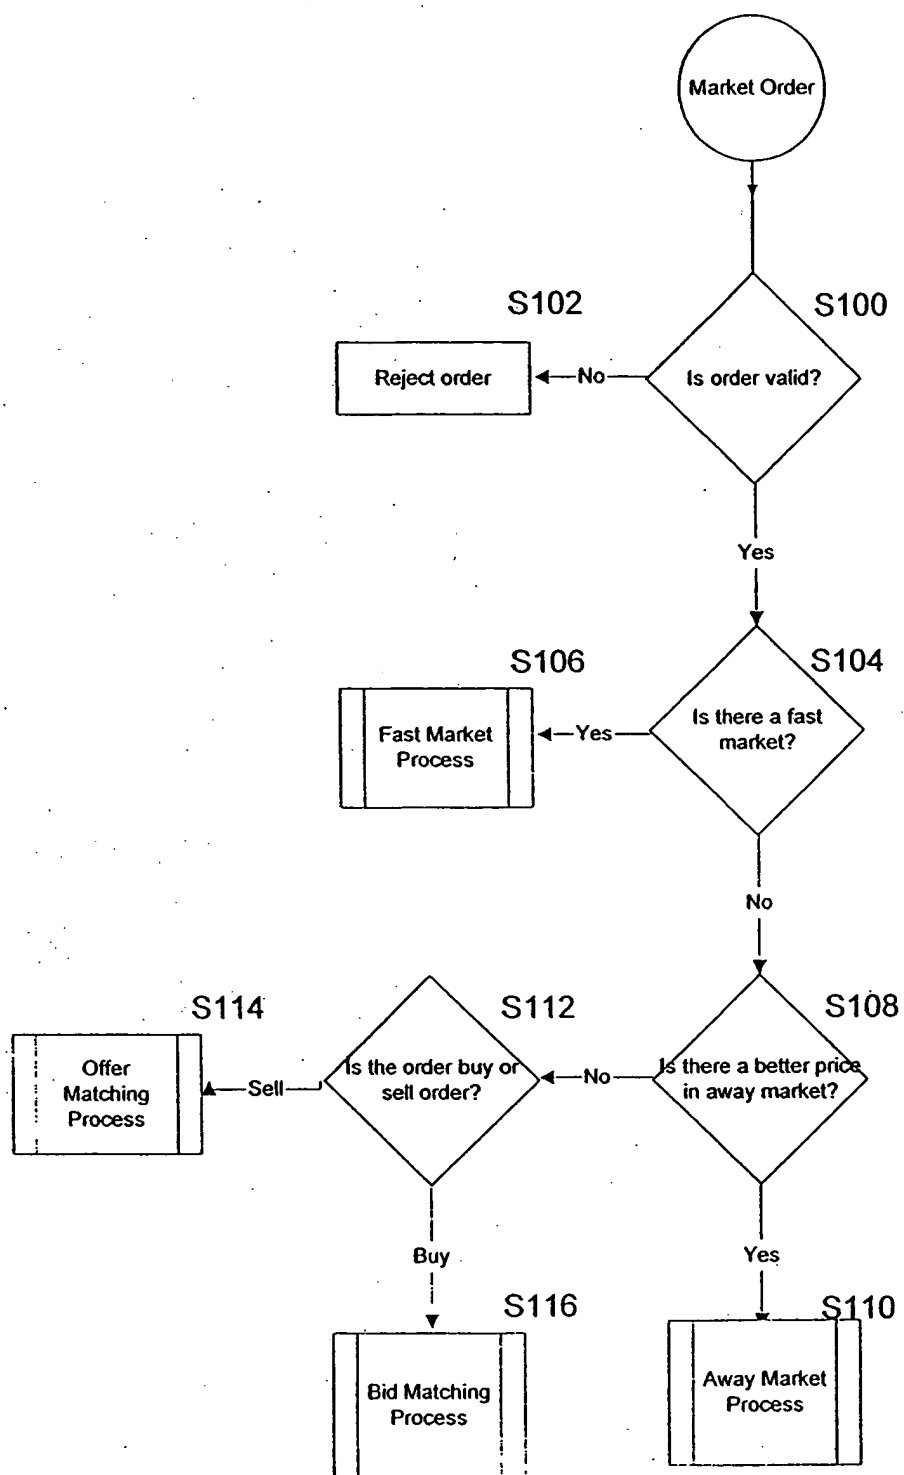 Market Order
S102
S100
Reject order
No
Is order valid?
Yes
S106
S104
Fast Market
Process
Yes
Is there a fast
market?
No
S114
S112
S108
Offer
Matching
Process
Sell
Is the order buy or
sell order?
No
Is there a better price
in away market?
Buy
Yes
S116
S110
Bid Matching
Process
Away Market
Process